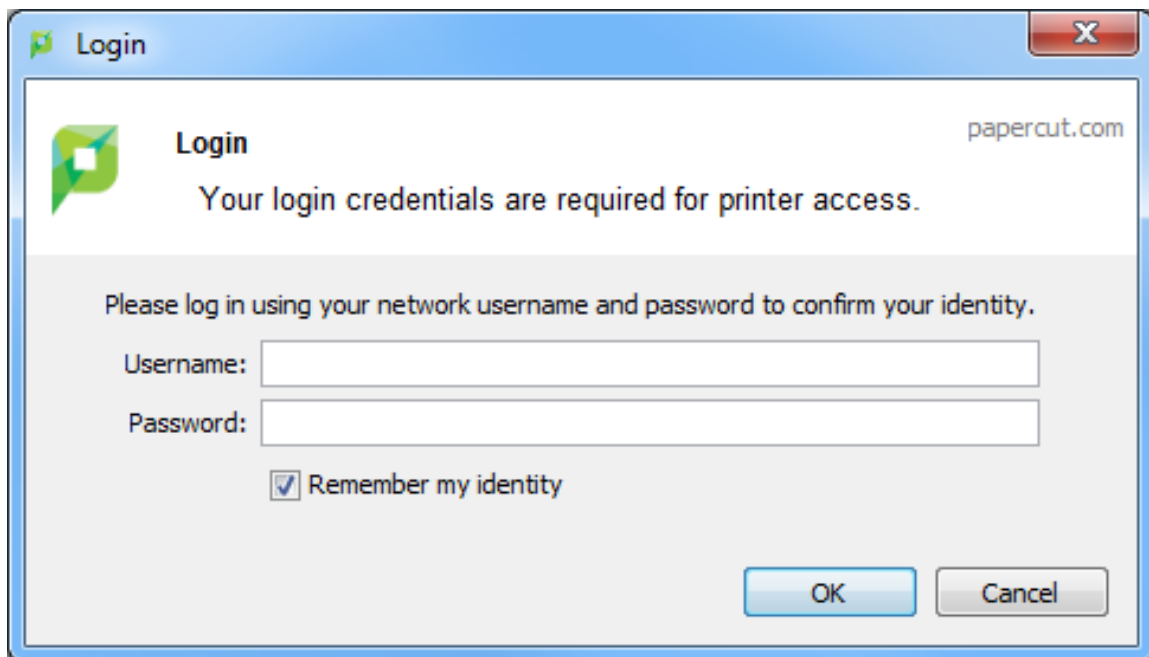 Login
papercut.com
Login
Your login credentials are required for printer access.
Please log in using your network username and password to confirm your identity.
Username:
Password:
Remember my identity
OK Cancel